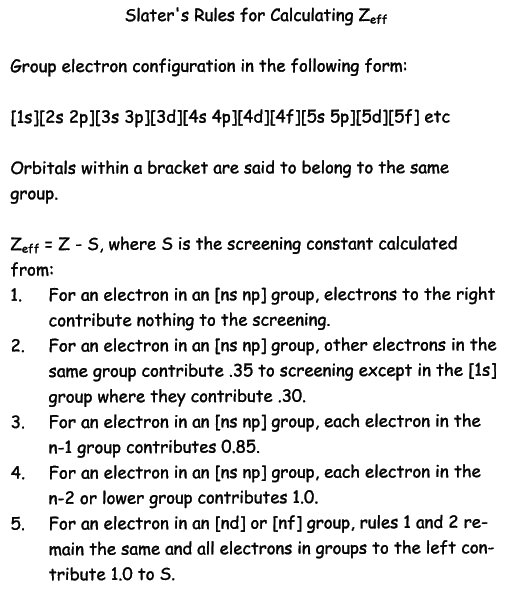 Slater's Rules for Calculating Zeff
Group electron configuration in the following form:
[1s][2s 2p][3s 3p][3d][4s 4p][4d][4f][5s 5p][5d][5f] etc
Orbitals within a bracket are said to belong to the same
group.
Zeff = Z - S, where S is the screening constant calculated
from:
1. For an electron in an [ns np] group, electrons to the right
contribute nothing to the screening.
2. For an electron in an [ns np] group, other electrons in the
same group contribute .35 to screening except in the [1s]
group where they contribute .30.
3. For an electron in an [ns np] group, each electron in the
n-1 group contributes 0.85.
4. For an electron in an [ns np] group, each electron in the
n-2 or lower group contributes 1.0.
5. For an electron in an [nd] or [nf] group, rules 1 and 2 re-
main the same and all electrons in groups to the left con-
tribute 1.0 to S.